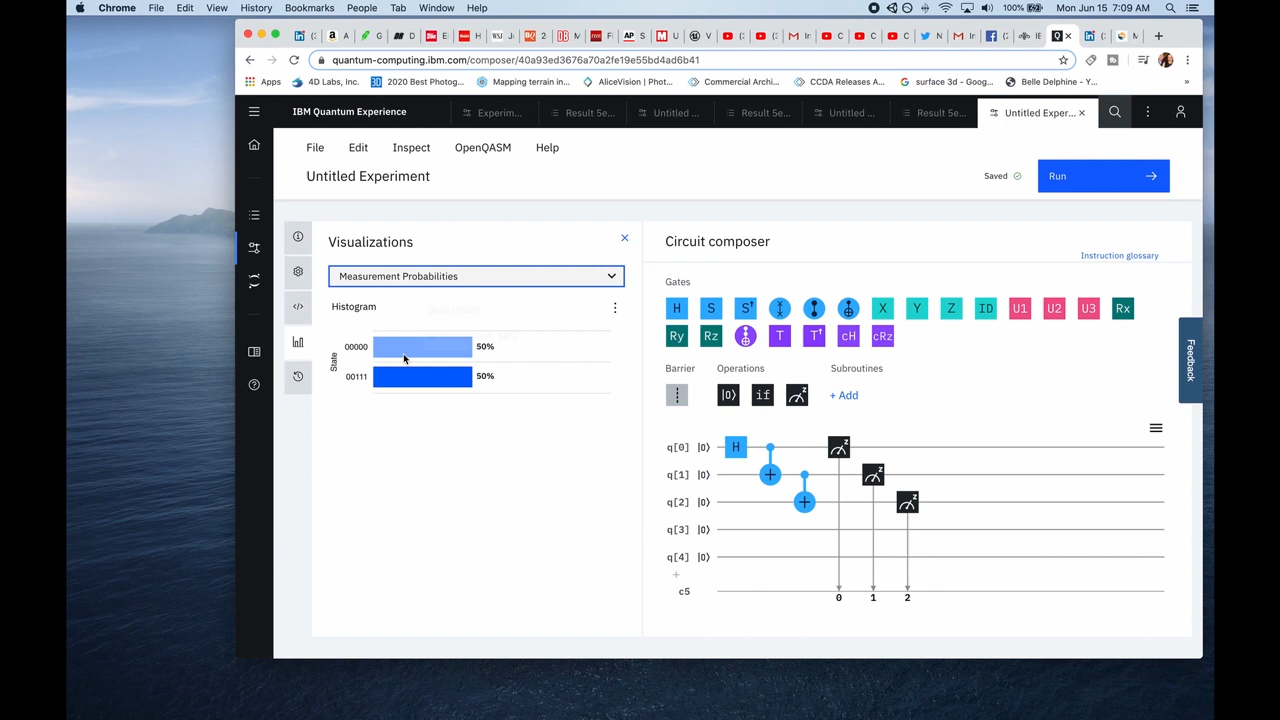 Chrome File Edit View History Bookmarks People Tab Window Help 100% Mon Jun 15 7:09 AM
quantum-computing.ibm.com/composer/40a93ed3676a70a2fe19e55bd4ad6b41
Apps 4D Labs, Inc. 2020 Best Photog... Mapping terrain in... AliceVision | Phot... Commercial Archi... CCDA Releases A... surface 3d - Goog... Belle Delphine - Y... »
IBM Quantum Experience Experim... Result 5e... Untitled ... Result 5e... Untitled ... Result 5e... Untitled Exper... ×
File Edit Inspect OpenQASM Help
Untitled Experiment Saved Run
Visualizations
Measurement Probabilities
Histogram
State
00000 50%
00111 50%
Circuit composer
Instruction glossary
Gates
H S S† X Y Z ID U1 U2 U3 Rx
Ry Rz T T† cH cRz
Barrier Operations Subroutines
|0⟩ if z + Add
q[0] |0⟩ H z
q[1] |0⟩ + z
q[2] |0⟩ + z
q[3] |0⟩
q[4] |0⟩
+
c5 0 1 2
Feedback